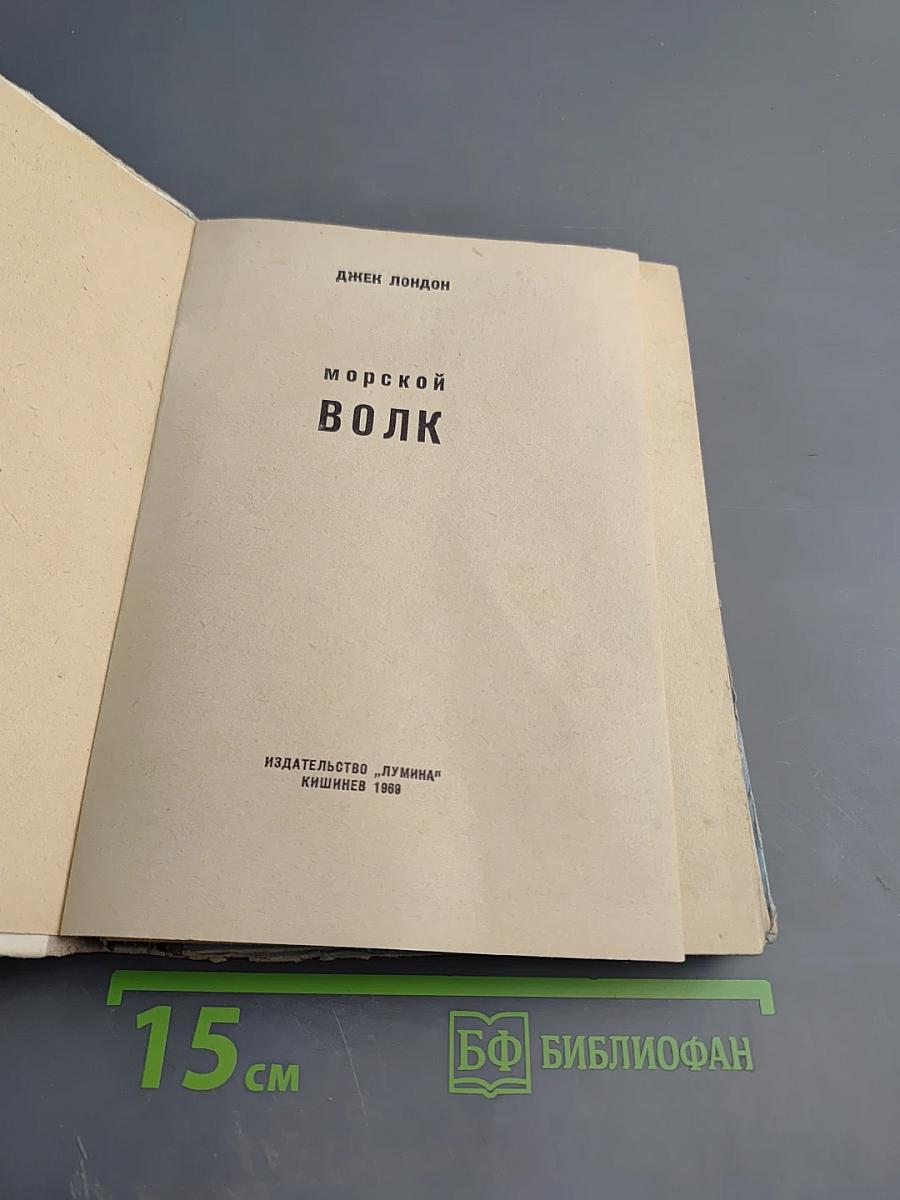 ДЖЕК ЛОНДОН
морской
ВОЛК
ИЗДАТЕЛЬСТВО „ЛУМИНА"
КИШИНЕВ 1969
15 см
БФ БИБЛИОФАН